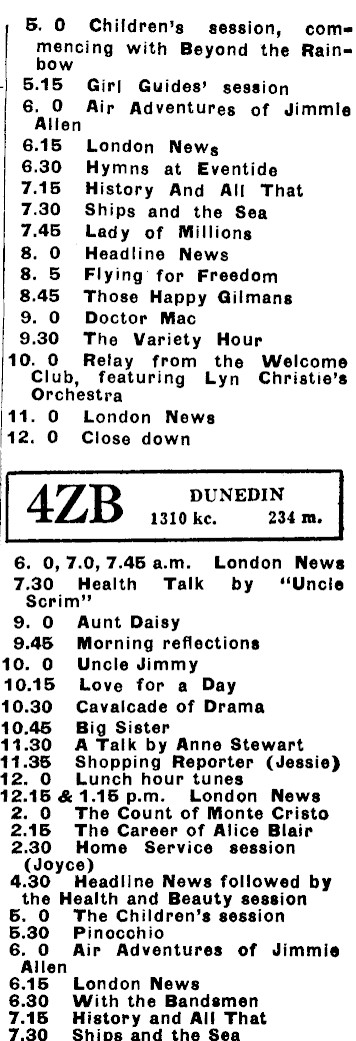 5. 0 Children's session, com-
mencing with Beyond the Rain-
bow
5.15 Girl Guides' session
6. 0 Air Adventures of Jimmie
Allen
6.15 London News
6.30 Hymns at Eventide
7.15 History And All That
7.30 Ships and the Sea
7.45 Lady of Millions
8. 0 Headline News
8. 5 Flying for Freedom
8.45 Those Happy Gilmans
9. 0 Doctor Mac
9.30 The Variety Hour
10. 0 Relay from the Welcome
Club, featuring Lyn Christie's
Orchestra
11. 0 London News
12. 0 Close down
4ZB DUNEDIN
1310 kc. 234 m.
6. 0, 7.0, 7.45 a.m. London News
7.30 Health Talk by "Uncle
Scrim"
9. 0 Aunt Daisy
9.45 Morning reflections
10. 0 Uncle Jimmy
10.15 Love for a Day
10.30 Cavalcade of Drama
10.45 Big Sister
11.30 A Talk by Anne Stewart
11.35 Shopping Reporter (Jessie)
12. 0 Lunch hour tunes
12.15 & 1.15 p.m. London News
2. 0 The Count of Monte Cristo
2.15 The Career of Alice Blair
2.30 Home Service session
(Joyce)
4.30 Headline News followed by
the Health and Beauty session
5. 0 The Children's session
5.30 Pinocchio
6. 0 Air Adventures of Jimmie
Allen
6.15 London News
6.30 With the Bandsmen
7.15 History and All That
7.30 Ships and the Sea